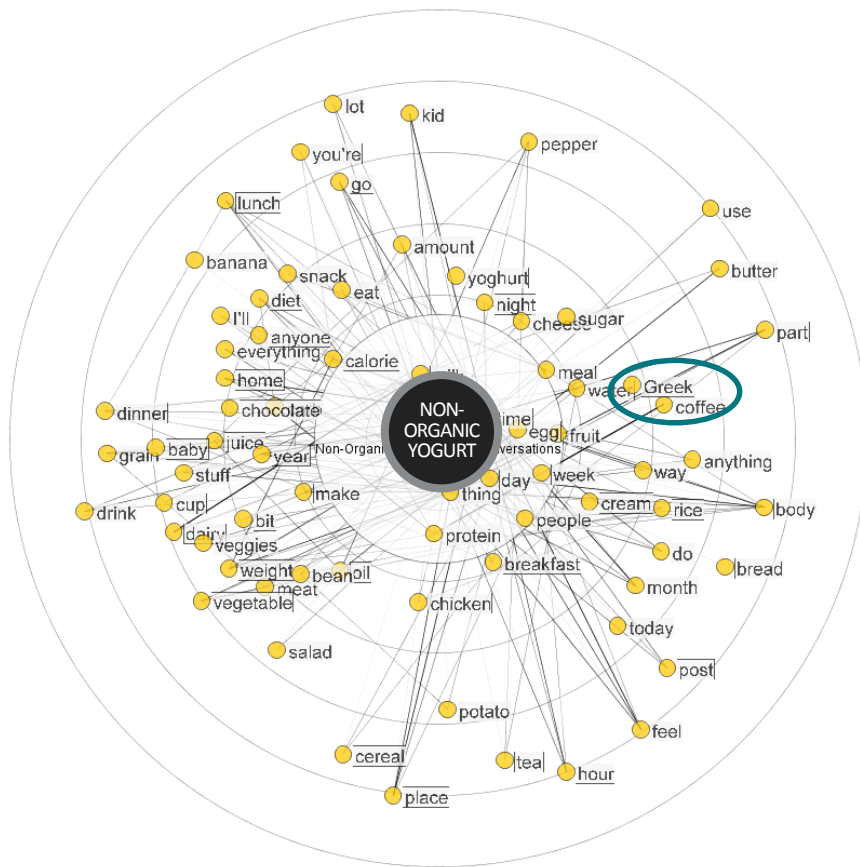 lot
kid
you're
pepper
go
lunch
use
amount
banana
butter
snack
yoghurt
eat
diet
night
I'll
sugar
cheese
part
anyone
everything
calorie
meal
home
Greek
water
coffee
chocolate
dinner
NON-
ORGANIC
YOGURT
time
egg
fruit
juice
baby
Non-Organi
versations
grain
year
anything
stuff
week
way
day
make
thing
cup
cream
rice
body
drink
bit
people
dairy
protein
veggies
do
breakfast
weight
bean
oil
bread
meat
month
vegetable
chicken
today
salad
post
potato
feel
cereal
tea
hour
place